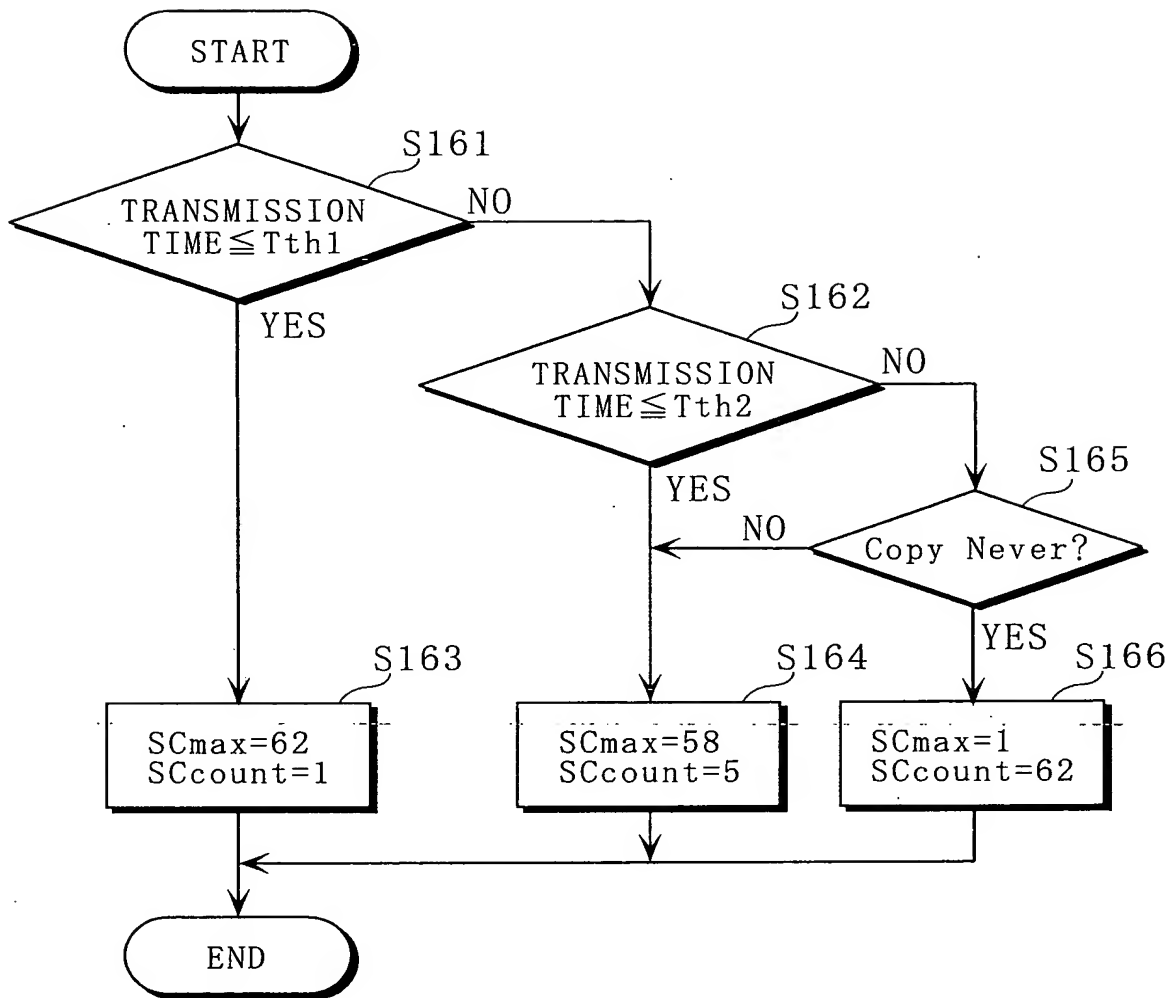 START
S161
TRANSMISSION
TIME≦Tth1
NO
YES
S162
TRANSMISSION
TIME≦Tth2
NO
YES
S165
Copy Never?
NO
YES
S163
SCmax=62
SCcount=1
S164
SCmax=58
SCcount=5
S166
SCmax=1
SCcount=62
END